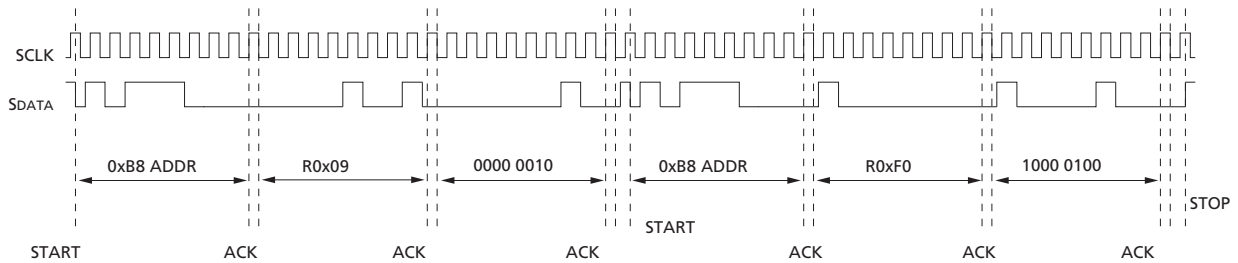 SCLK
SDATA
0xB8 ADDR R0x09 0000 0010 0xB8 ADDR R0xF0 1000 0100
STOP
START
START ACK ACK ACK ACK ACK ACK